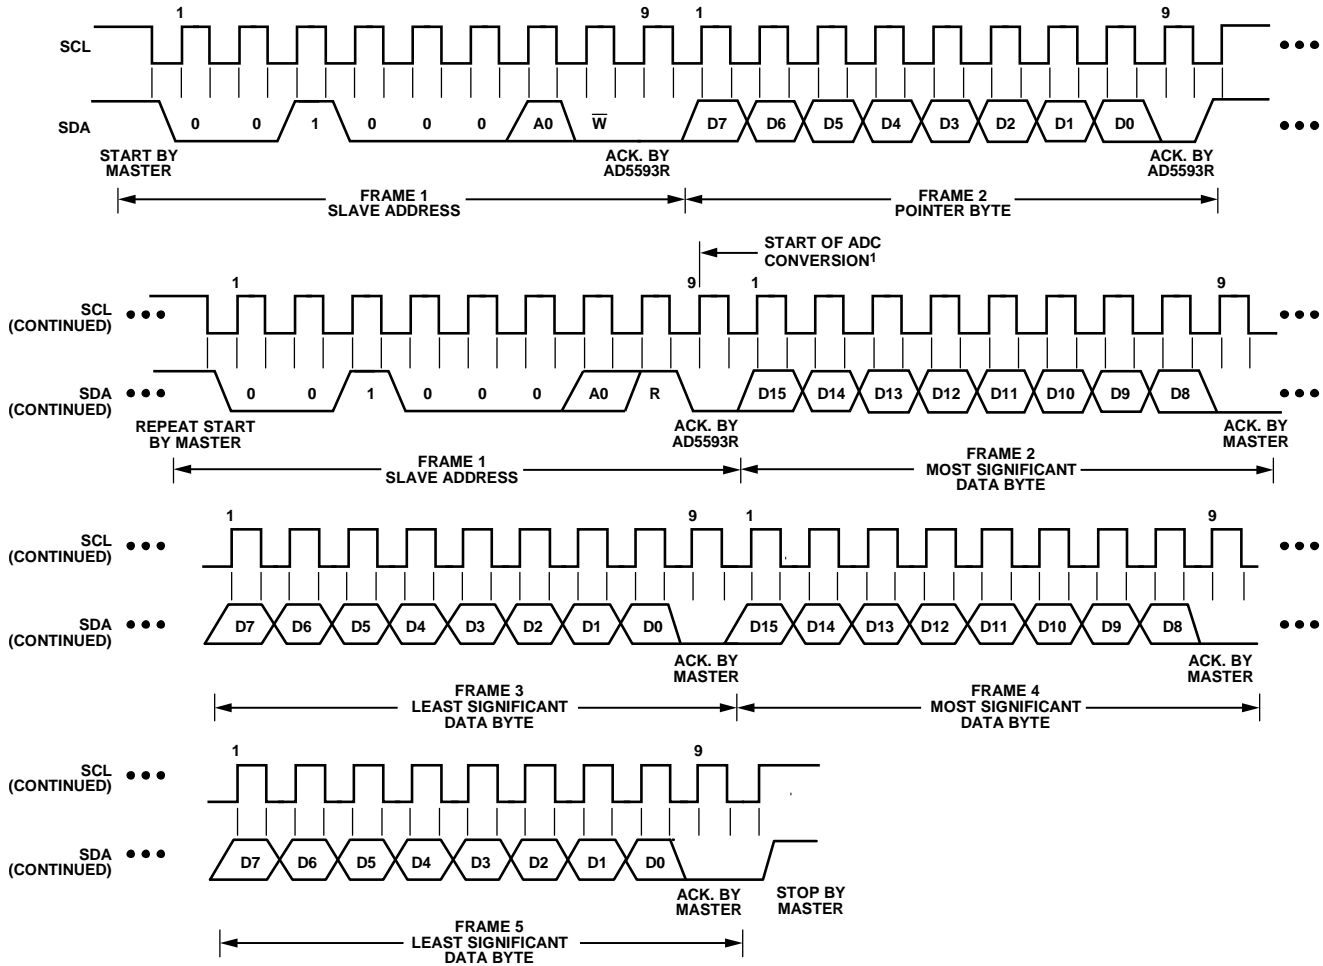 1 9 1 9
SCL
SDA
0 0 1 0 0 0 A0 W D7 D6 D5 D4 D3 D2 D1 D0
START BY
MASTER
ACK. BY
AD5593R
ACK. BY
AD5593R
FRAME 1
SLAVE ADDRESS
FRAME 2
POINTER BYTE
START OF ADC
CONVERSION1
1 9 1 9
SCL
(CONTINUED)
SDA
(CONTINUED)
0 0 1 0 0 0 A0 R D15 D14 D13 D12 D11 D10 D9 D8
REPEAT START
BY MASTER
ACK. BY
AD5593R
ACK. BY
MASTER
FRAME 1
SLAVE ADDRESS
FRAME 2
MOST SIGNIFICANT
DATA BYTE
1 9 1 9
SCL
(CONTINUED)
SDA
(CONTINUED)
D7 D6 D5 D4 D3 D2 D1 D0 D15 D14 D13 D12 D11 D10 D9 D8
ACK. BY
MASTER
ACK. BY
MASTER
FRAME 3
LEAST SIGNIFICANT
DATA BYTE
FRAME 4
MOST SIGNIFICANT
DATA BYTE
1 9
SCL
(CONTINUED)
SDA
(CONTINUED)
D7 D6 D5 D4 D3 D2 D1 D0
ACK. BY
MASTER
STOP BY
MASTER
FRAME 5
LEAST SIGNIFICANT
DATA BYTE